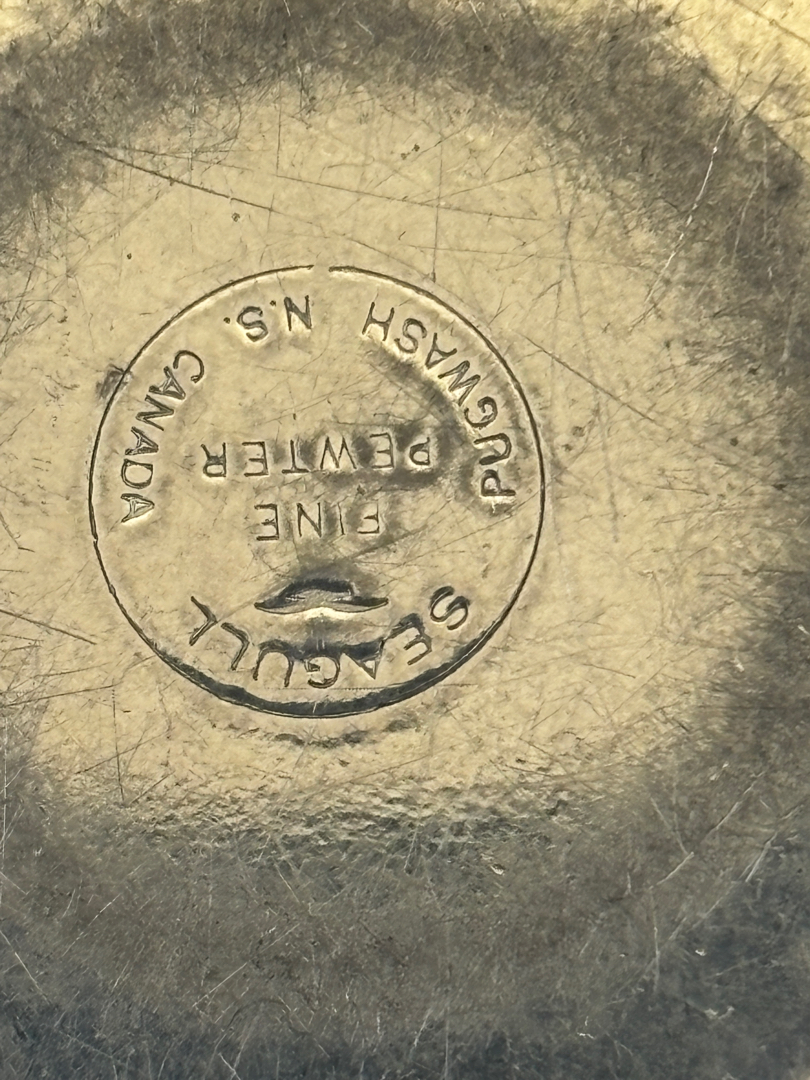 SEAGULL
FINE
PEWTER
PUGWASH N.S. CANADA